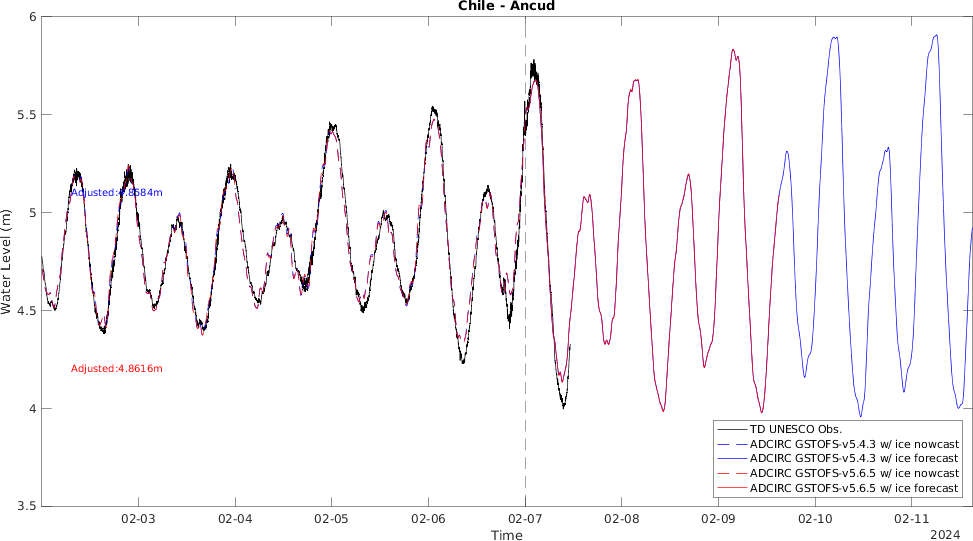 Chile - Ancud
6
5.5
5
4.5
4
3.5
Water Level (m)
Adjusted:4.8584m
Adjusted:4.8616m
TD UNESCO Obs.
ADCIRC GSTOFS-v5.4.3 w/ ice nowcast
ADCIRC GSTOFS-v5.4.3 w/ ice forecast
ADCIRC GSTOFS-v5.6.5 w/ ice nowcast
ADCIRC GSTOFS-v5.6.5 w/ ice forecast
02-03 02-04 02-05 02-06 02-07 02-08 02-09 02-10 02-11
Time
2024